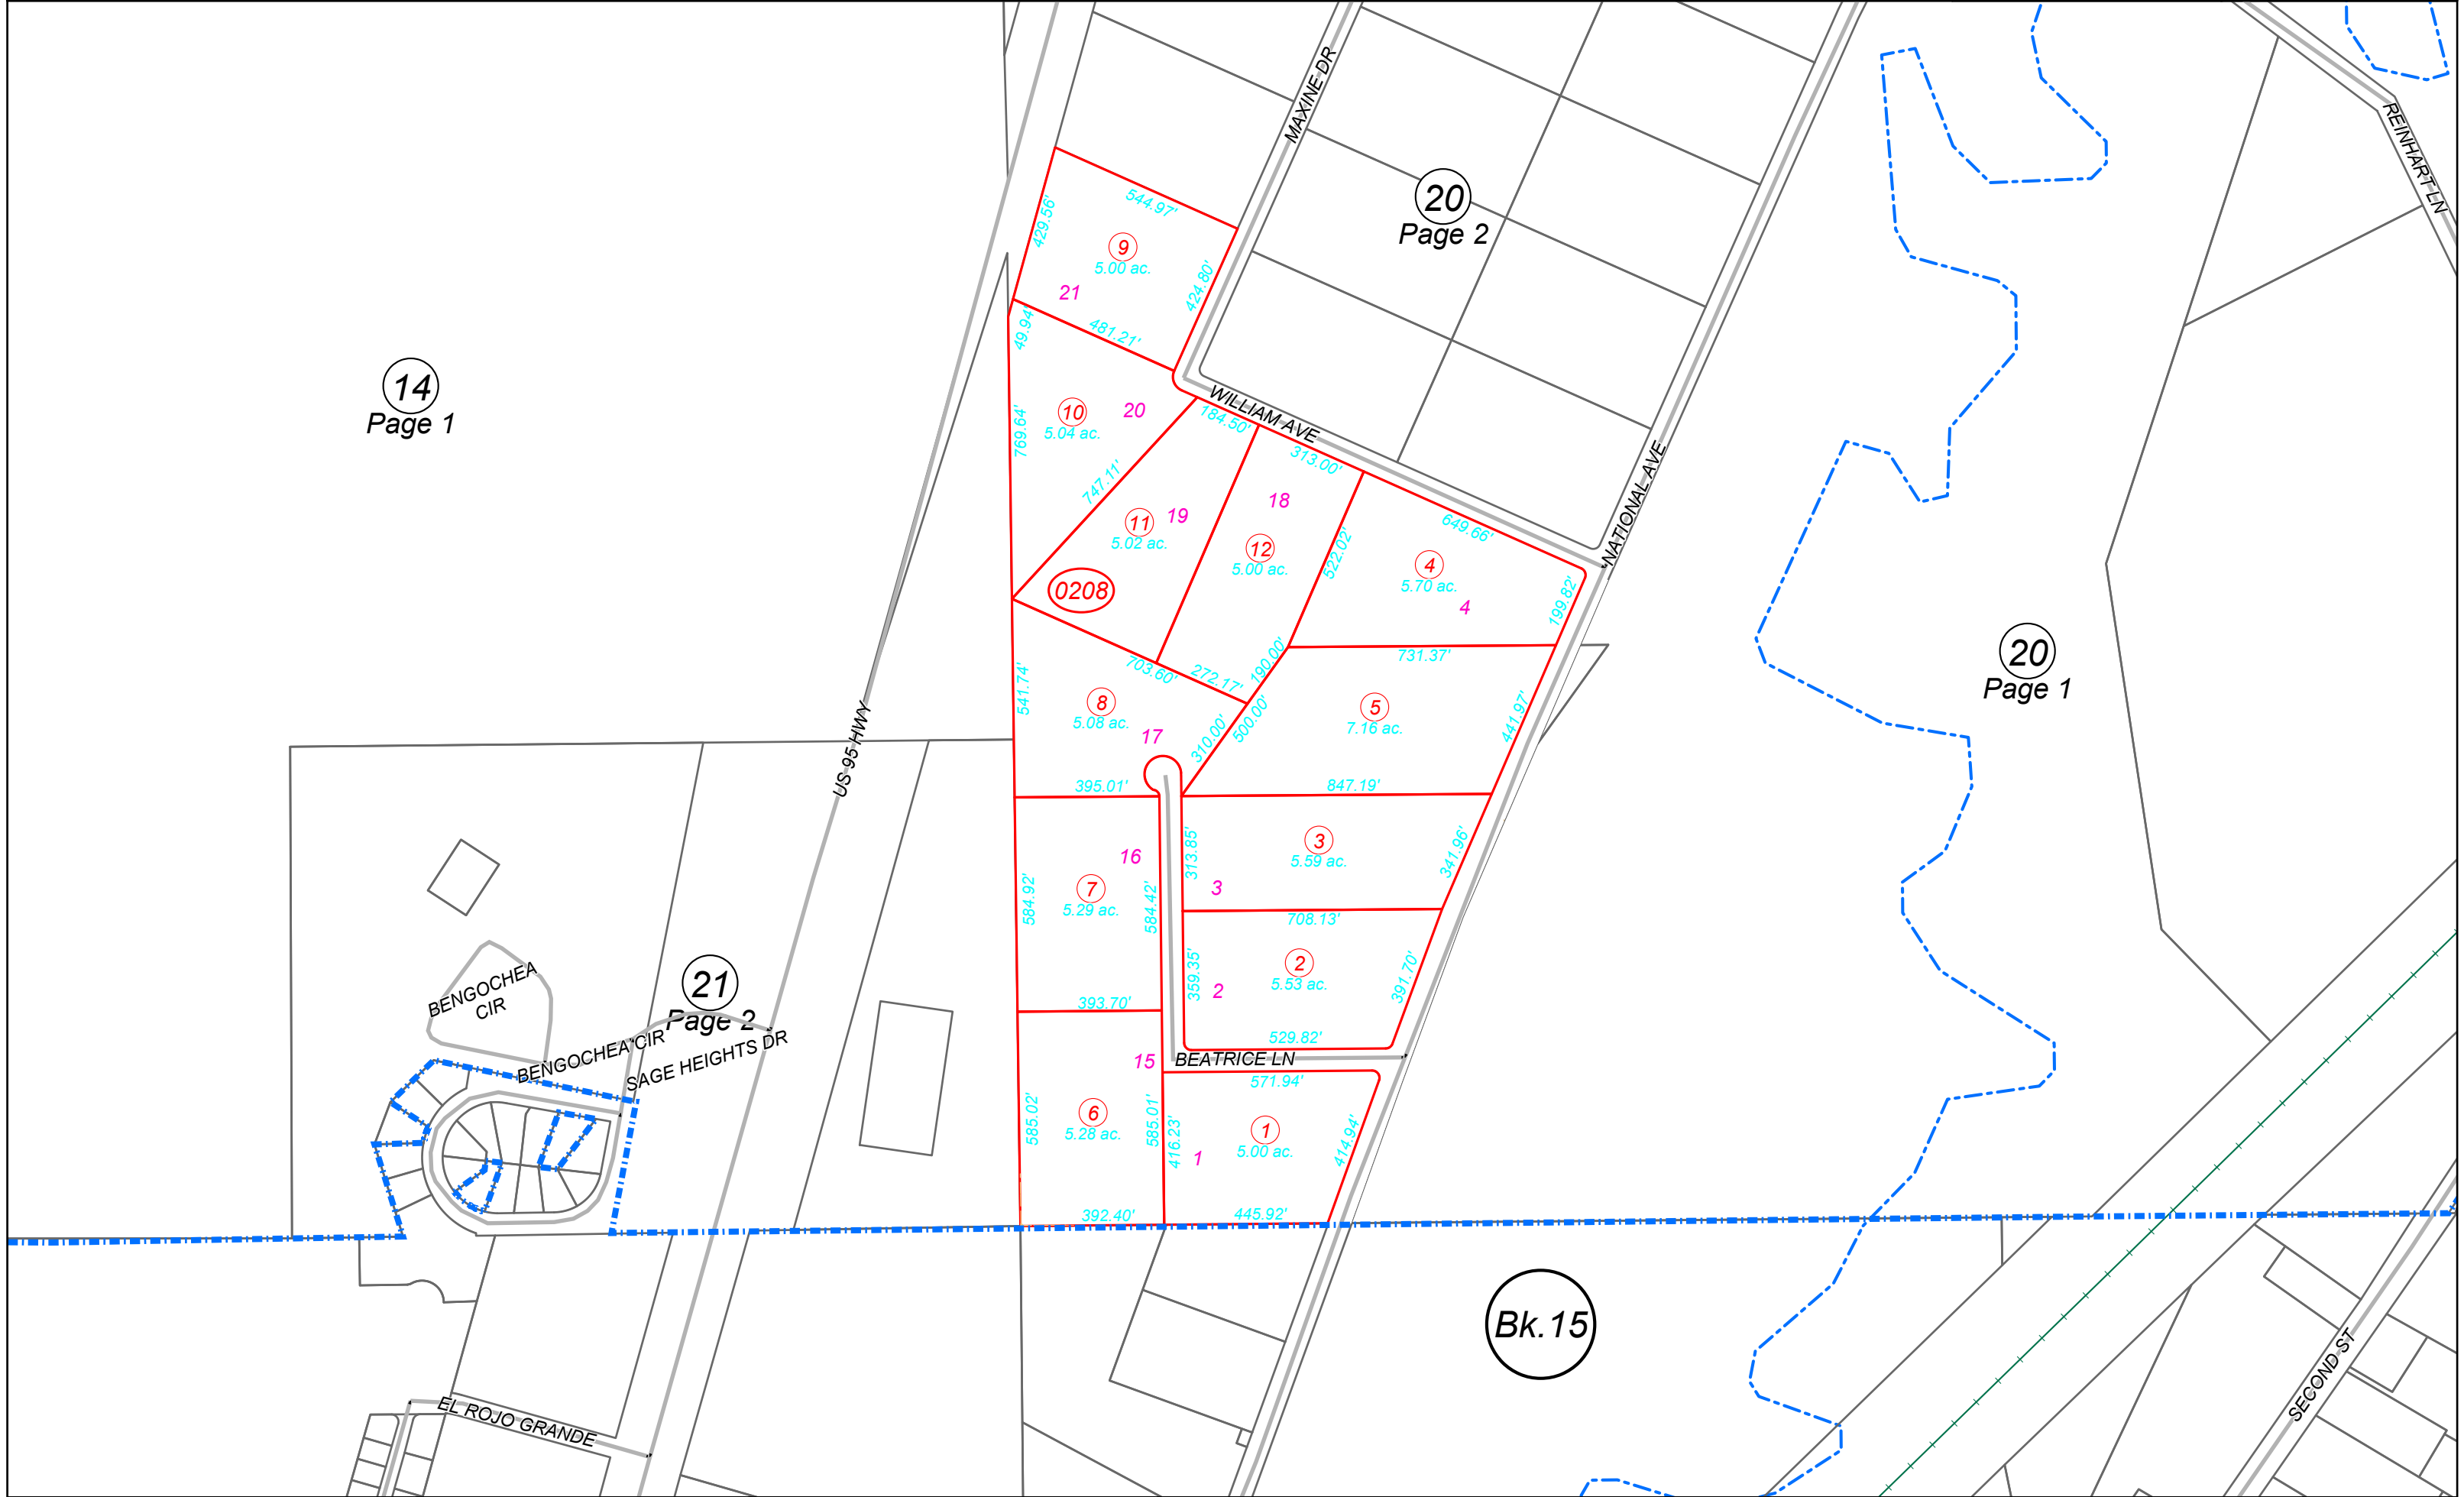 MAXINE DR
REINHART LN
20
Page 2
544.97'
429.56'
9
5.00 ac.
424.80'
21
49.94'
481.21'
14
Page 1
10
5.04 ac.
20
769.64'
WILLIAM AVE
184.50'
313.00'
747.11'
NATIONAL AVE
11
5.02 ac.
19
18
12
5.00 ac.
522.02'
649.66'
4
5.70 ac.
4
199.82'
0208
20
Page 1
703.60'
272.17'
190.00'
731.37'
541.74'
8
5.08 ac.
17
310.00'
500.00'
5
7.16 ac.
441.97'
US 95 HWY
395.01'
847.19'
16
313.85'
3
5.59 ac.
341.96'
7
5.29 ac.
584.92'
584.42'
3
708.13'
21
Page 2
BENGOCHEA
CIR
359.35'
2
5.53 ac.
2
391.70'
393.70'
529.82'
BENGOCHEA CIR
SAGE HEIGHTS DR
15
BEATRICE LN
571.94'
6
5.28 ac.
585.02'
585.01'
416.23'
1
5.00 ac.
1
414.94'
392.40'
445.92'
Bk.15
EL ROJO GRANDE
SECOND ST